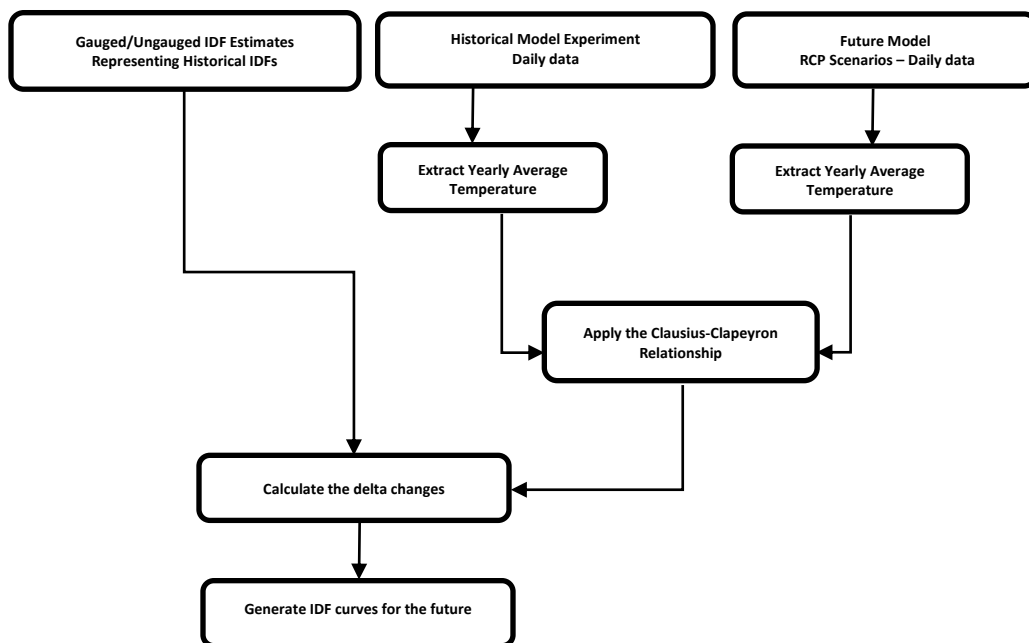 Gauged/Ungauged IDF Estimates
Representing Historical IDFs
Historical Model Experiment
Daily data
Future Model
RCP Scenarios – Daily data
Extract Yearly Average
Temperature
Extract Yearly Average
Temperature
Apply the Clausius-Clapeyron
Relationship
Calculate the delta changes
Generate IDF curves for the future